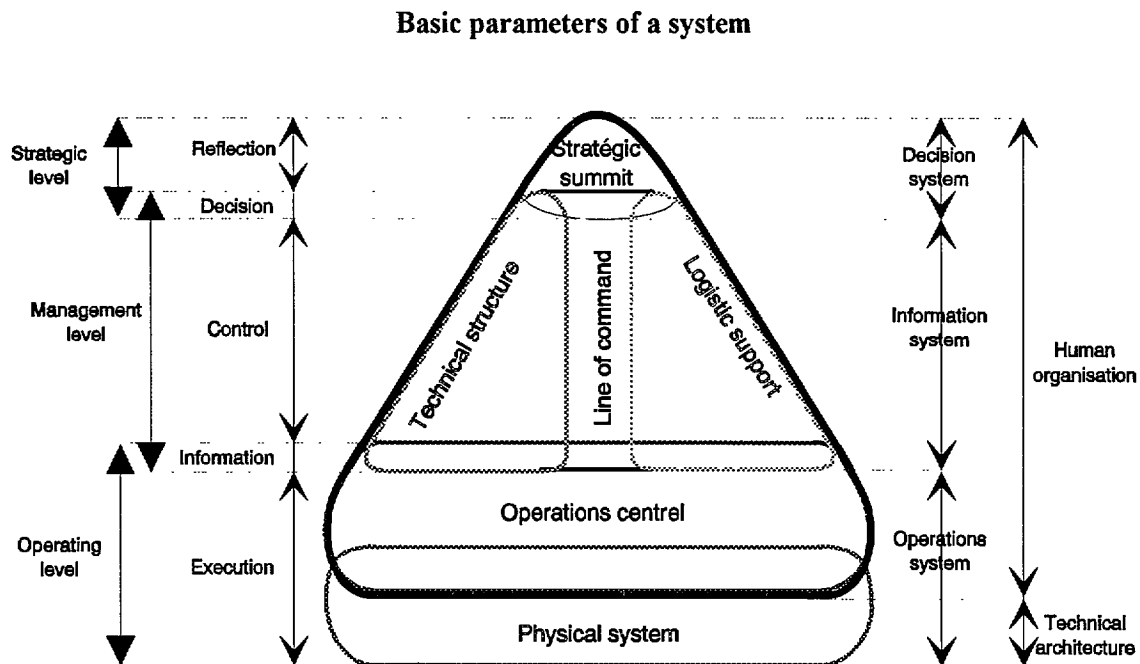 Basic parameters of a system
Strategic
level
Reflection
Stratégic
summit
Decision
system
Decision
Technical structure
Line of command
Logistic support
Management
level
Control
Information
system
Human
organisation
Information
Operations centrel
Operating
level
Execution
Operations
system
Physical system
Technical
architecture